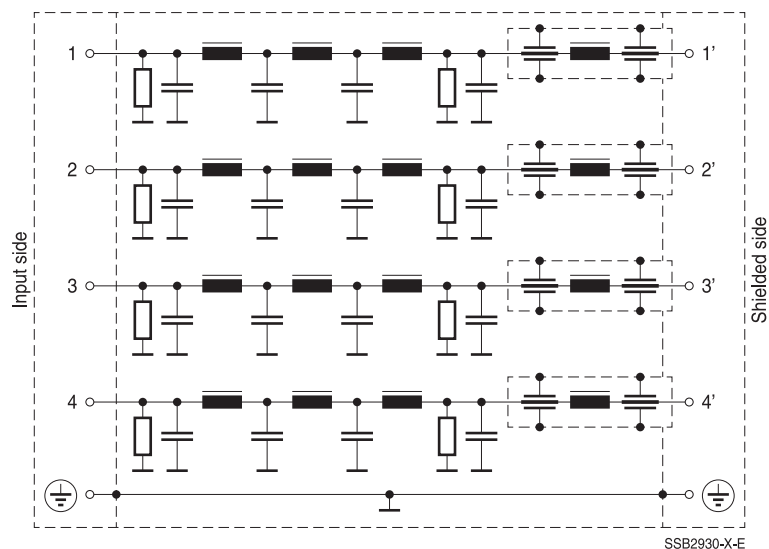 1 1'
2 2'
Input side
Shielded side
3 3'
4 4'
SSB2930-X-E